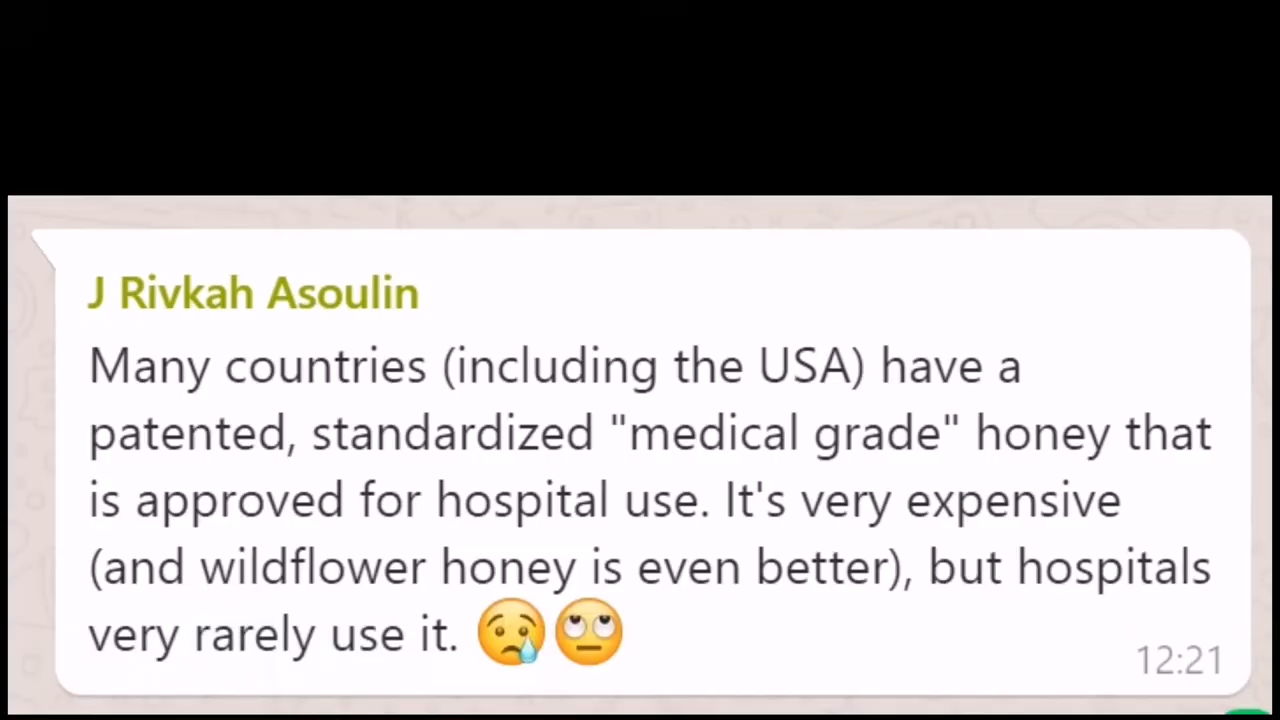 J Rivkah Asoulin
Many countries (including the USA) have a
patented, standardized "medical grade" honey that
is approved for hospital use. It's very expensive
(and wildflower honey is even better), but hospitals
very rarely use it. 😢🙄
12:21